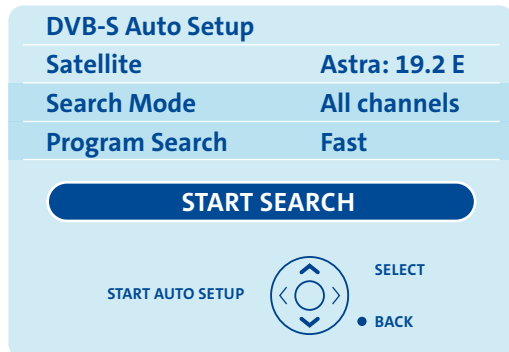 DVB-S Auto Setup
Satellite Astra: 19.2 E
Search Mode All channels
Program Search Fast
START SEARCH
SELECT
START AUTO SETUP
BACK